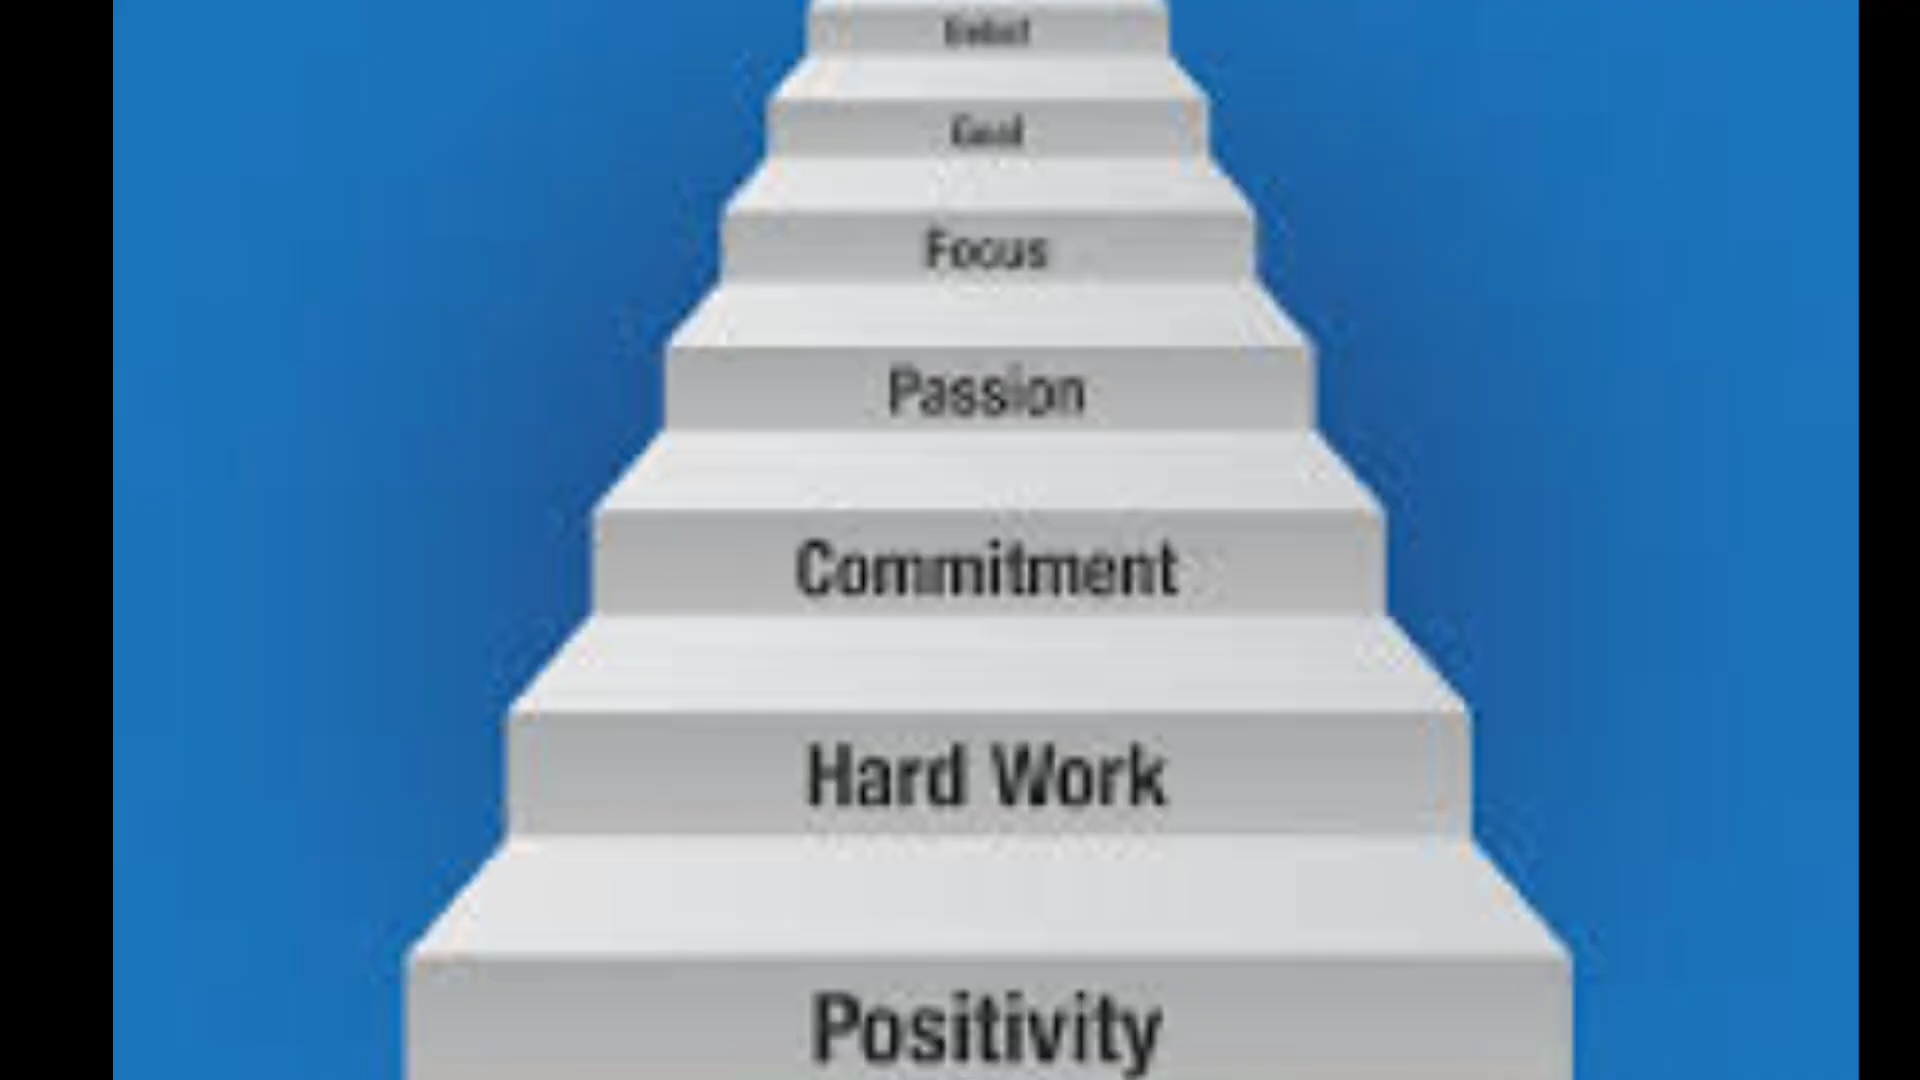 Goal
Focus
Passion
Commitment
Hard Work
Positivity